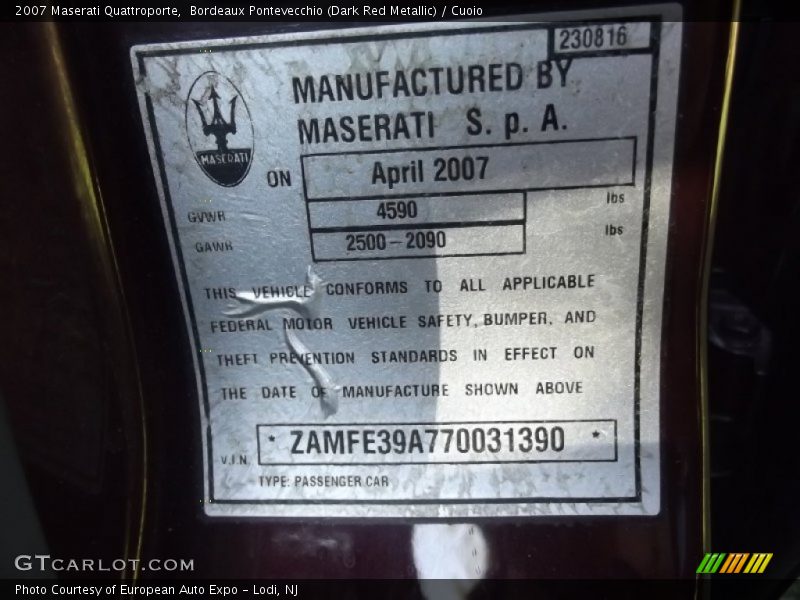 2007 Maserati Quattroporte,  Bordeaux Pontevecchio (Dark Red Metallic) / Cuoio
230816
MANUFACTURED BY
MASERATI S. p. A.
MASERATI
ON April 2007
GVWR 4590 lbs
GAWR 2500-2090 lbs
THIS VEHICLE CONFORMS TO ALL APPLICABLE
FEDERAL MOTOR VEHICLE SAFETY, BUMPER, AND
THEFT PREVENTION STANDARDS IN EFFECT ON
THE DATE OF MANUFACTURE SHOWN ABOVE
V.I.N. * ZAMFE39A770031390 *
TYPE: PASSENGER CAR
GTCARLOT.COM
Photo Courtesy of European Auto Expo - Lodi, NJ